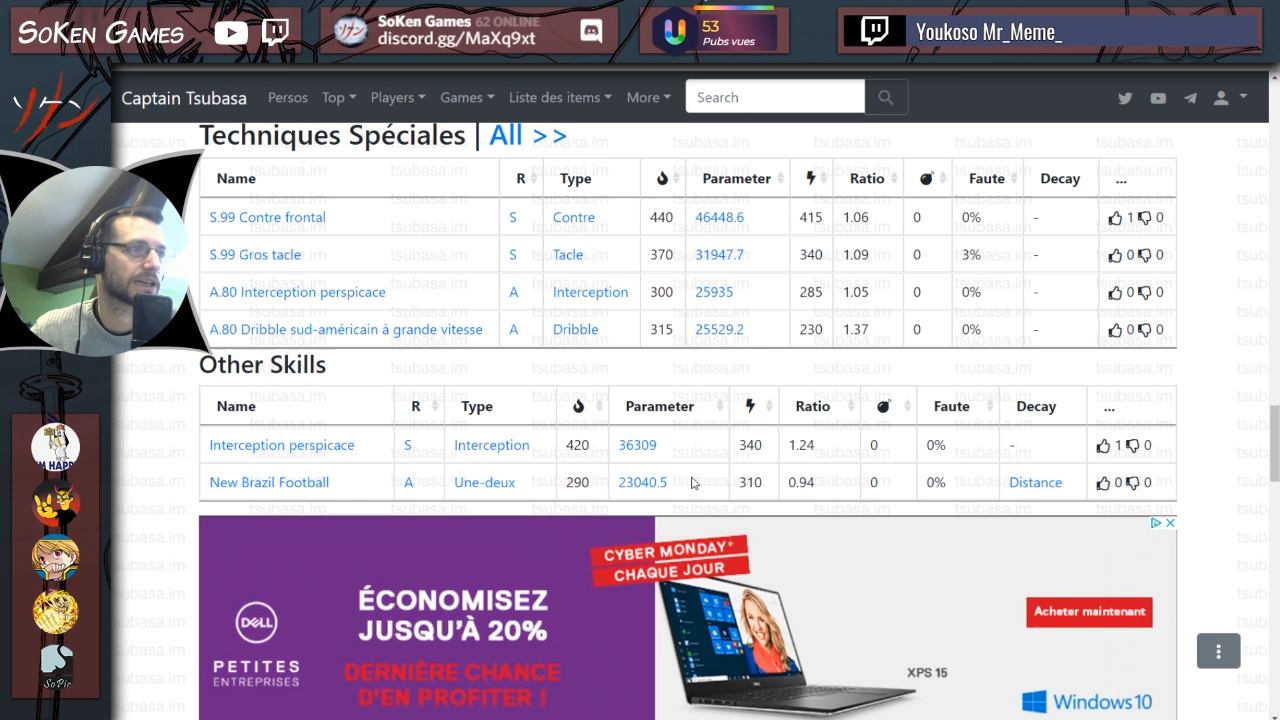 SoKen Games
SoKen Games 62 ONLINE
discord.gg/MaXq9xt
53
Pubs vues
Youkoso Mr_Meme_
Captain Tsubasa Persos Top Players Games Liste des items More Search
Techniques Spéciales | All >>
Name R Type Parameter Ratio Faute Decay ...
S.99 Contre frontal S Contre 440 46448.6 415 1.06 0 0% - 1 0
S.99 Gros tacle S Tacle 370 31947.7 340 1.09 0 3% - 0 0
A.80 Interception perspicace A Interception 300 25935 285 1.05 0 0% - 0 0
A.80 Dribble sud-américain à grande vitesse A Dribble 315 25529.2 230 1.37 0 0% - 0 0
Other Skills
Name R Type Parameter Ratio Faute Decay ...
Interception perspicace S Interception 420 36309 340 1.24 0 0% - 1 0
New Brazil Football A Une-deux 290 23040.5 310 0.94 0 0% Distance 0 0
CYBER MONDAY*
CHAQUE JOUR
ÉCONOMISEZ
JUSQU'À 20%
DERNIÈRE CHANCE
D'EN PROFITER !
DELL
PETITES
ENTREPRISES
Acheter maintenant
XPS 15
Windows 10
tsubasa.im